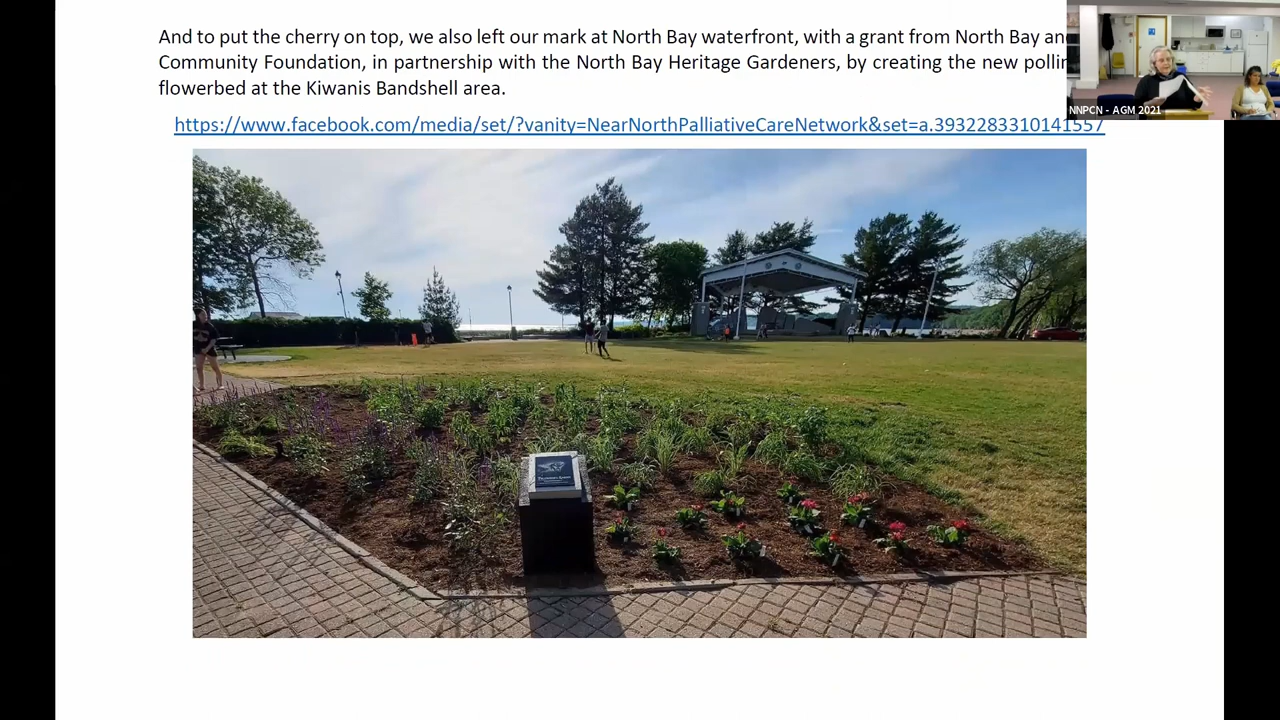 And to put the cherry on top, we also left our mark at North Bay waterfront, with a grant from North Bay and
Community Foundation, in partnership with the North Bay Heritage Gardeners, by creating the new
flowerbed at the Kiwanis Bandshell area.
https://www.facebook.com/media/set/?vanity=NearNorthPalliativeCareNetwork&set=a.3932283310141557
NNPCN - AGM 2021